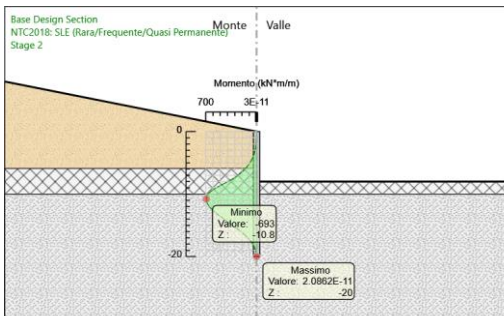 Base Design Section
NTC2018: SLE (Rara/Frequente/Quasi Permanente)
Stage 2
Monte Valle
Momento (kN*m/m)
700 3E-11
0
Minimo
Valore: -693
Z : -10.8
-20
Massimo
Valore: 2.0862E-11
Z : -20